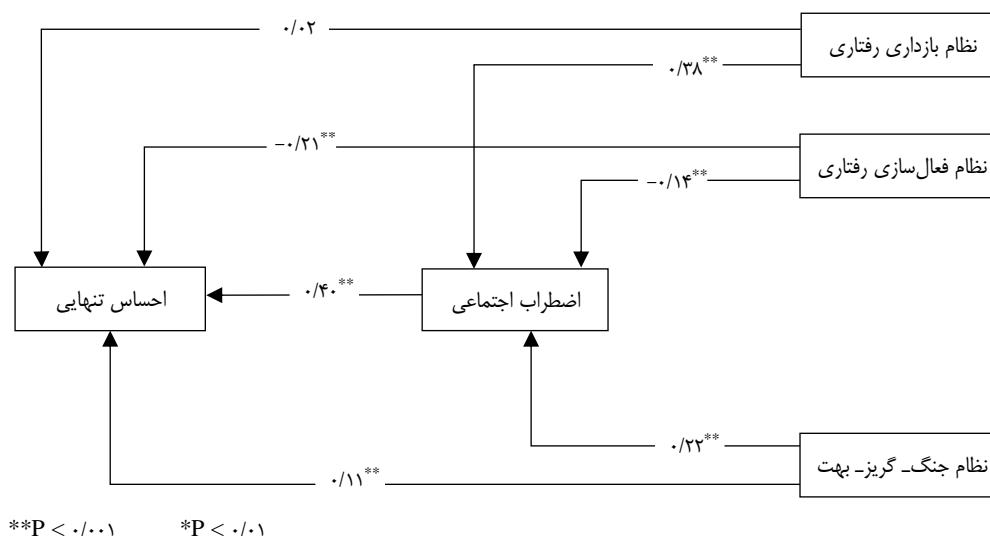 ۰/۰۲
نظام بازداری رفتاری
۰/۳۸**
−۰/۲۱**
نظام فعال‌سازی رفتاری
−۰/۱۴**
احساس تنهایی
۰/۴۰**
اضطراب اجتماعی
۰/۲۲**
نظام جنگ ـ گریز ـ بهت
۰/۱۱**
**P < ۰/۰۰۱ *P < ۰/۰۱